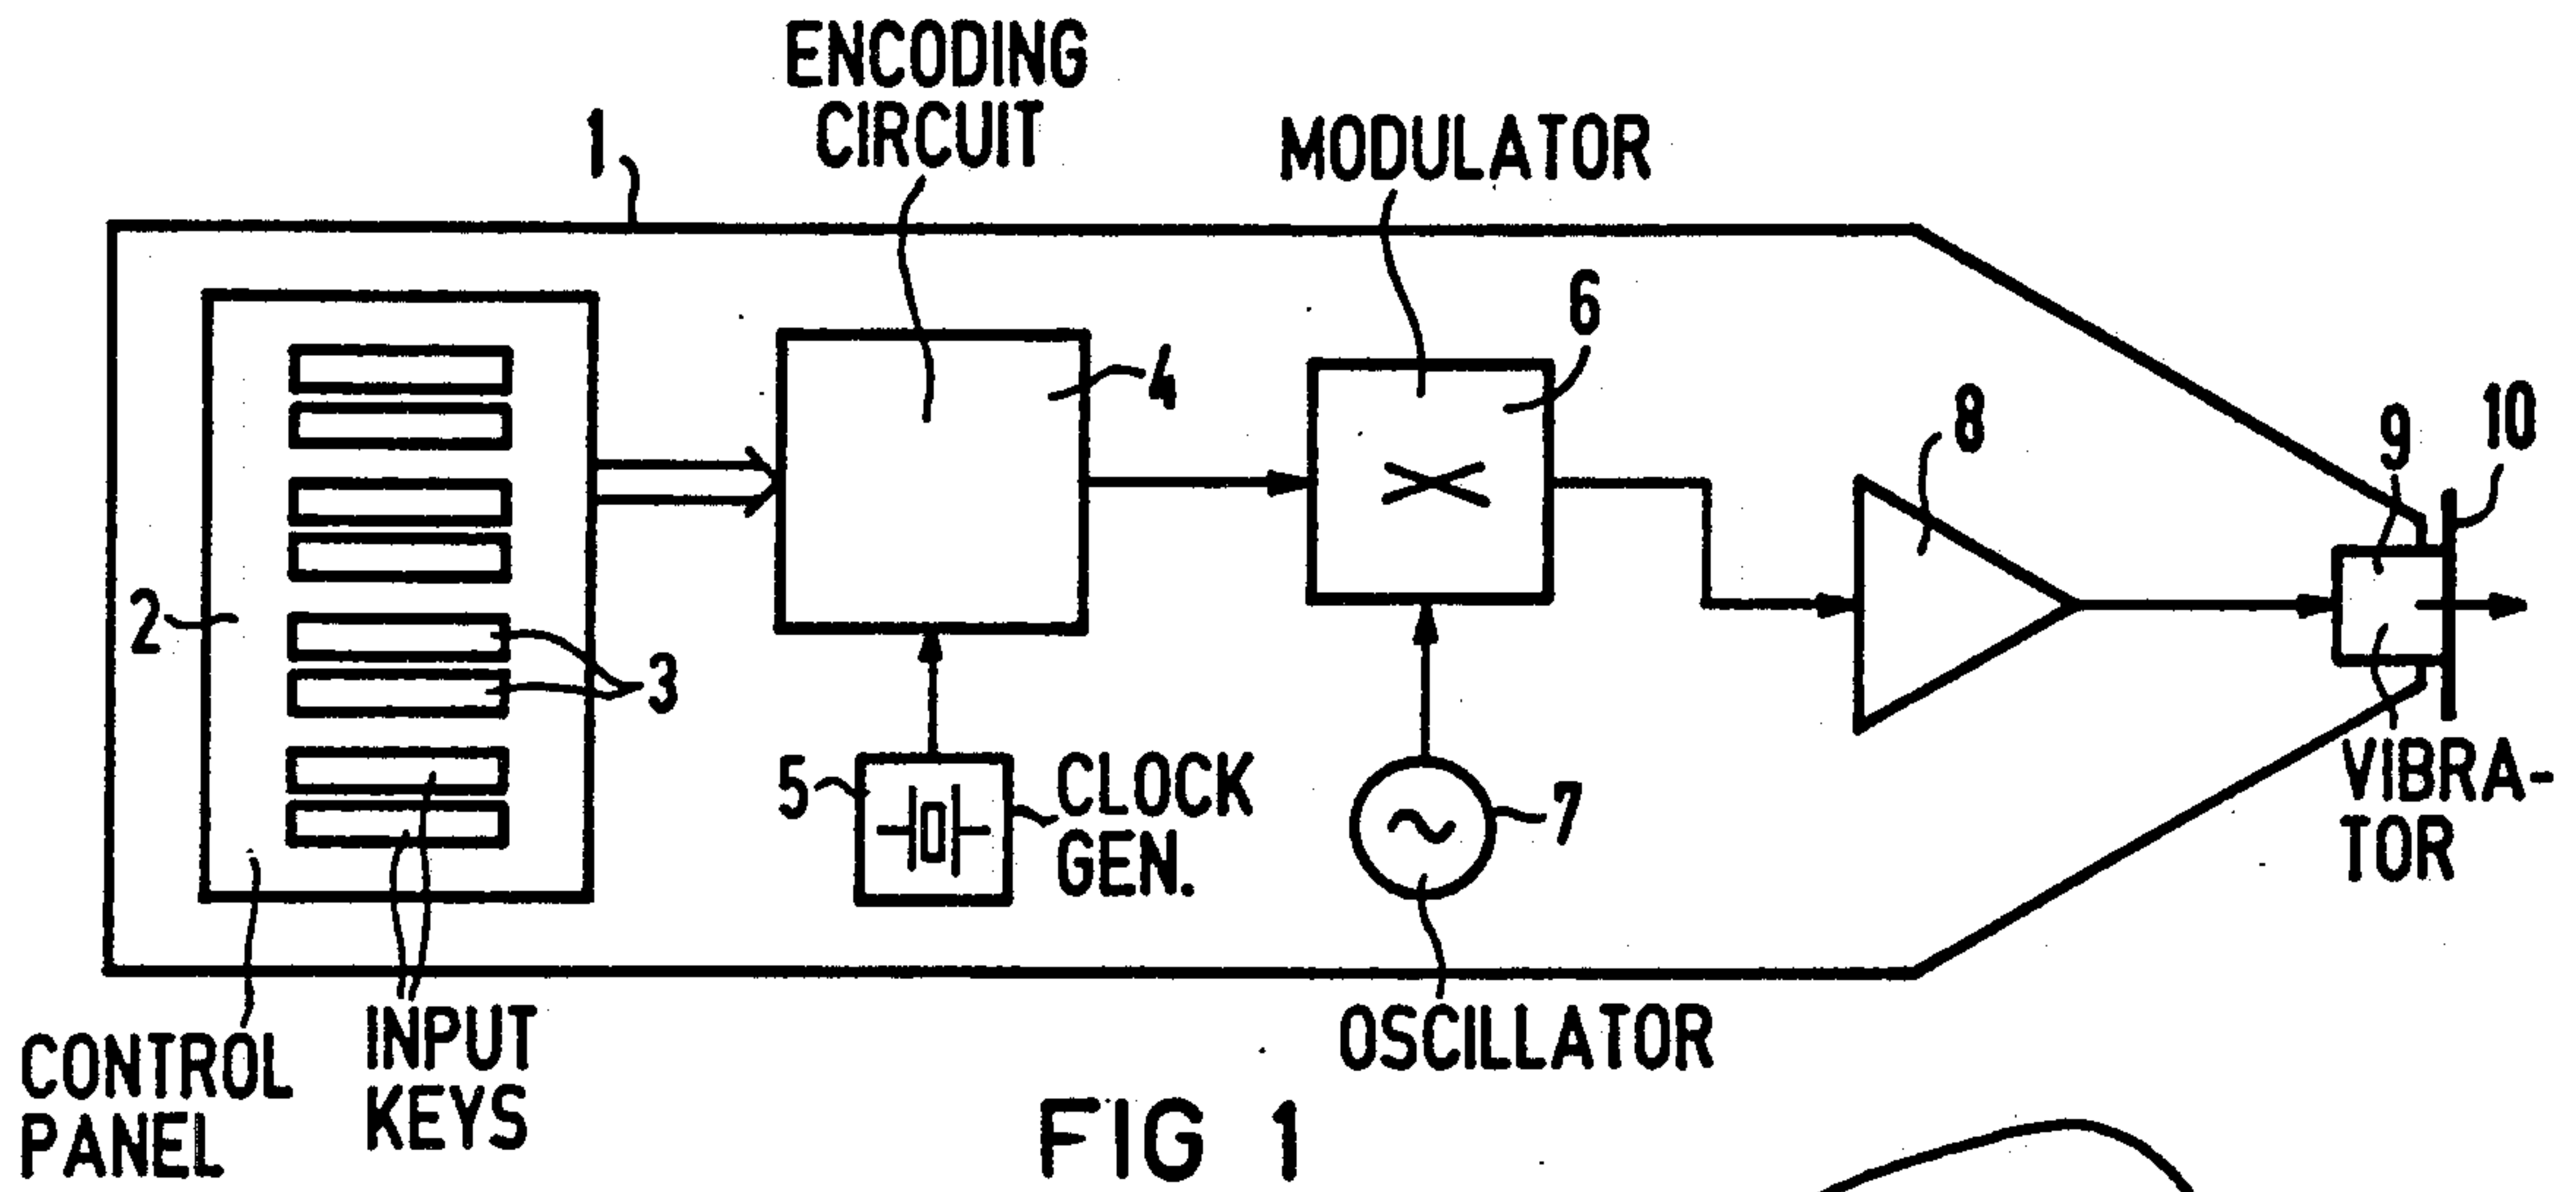 ENCODING
CIRCUIT
1
MODULATOR
6
4
8
9
10
2
3
5
CLOCK
GEN.
7
VIBRA-
TOR
CONTROL
PANEL
INPUT
KEYS
OSCILLATOR
FIG 1